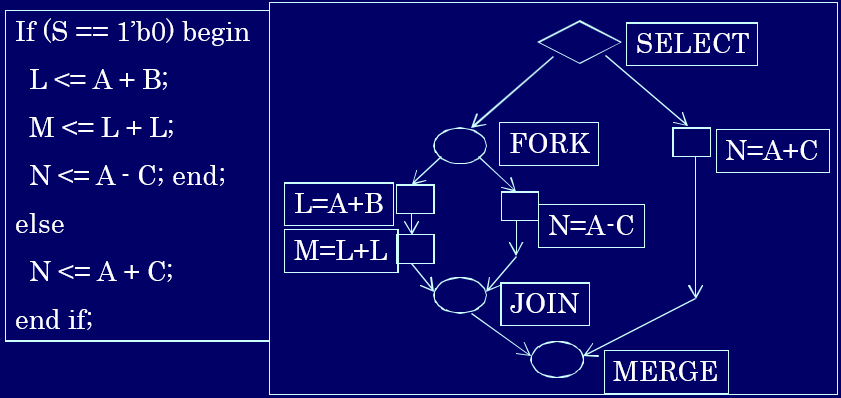 If (S == 1’b0) begin
L <= A + B;
M <= L + L;
N <= A - C; end;
else
N <= A + C;
end if;
SELECT
FORK
N=A+C
L=A+B
N=A-C
M=L+L
JOIN
MERGE